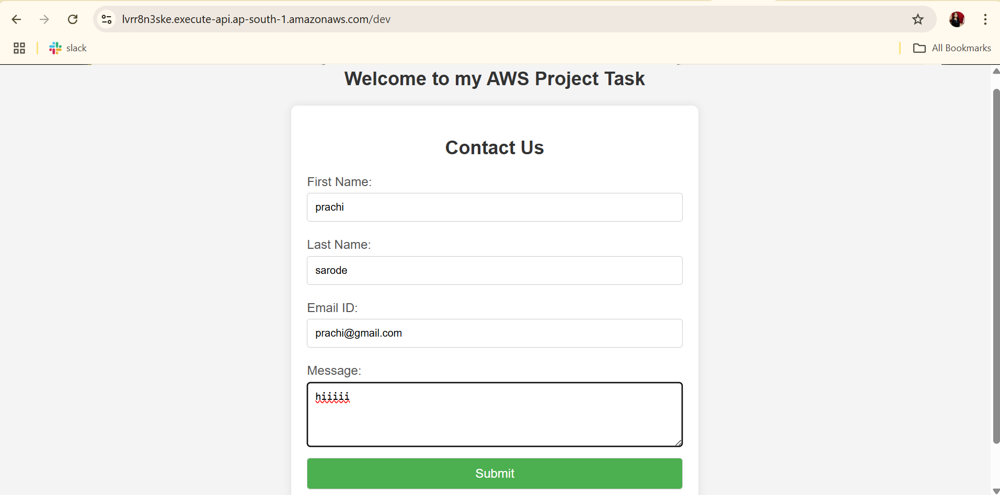 lvrr8n3ske.execute-api.ap-south-1.amazonaws.com/dev
slack
All Bookmarks
Welcome to my AWS Project Task
Contact Us
First Name:
prachi
Last Name:
sarode
Email ID:
prachi@gmail.com
Message:
hiiiii
Submit